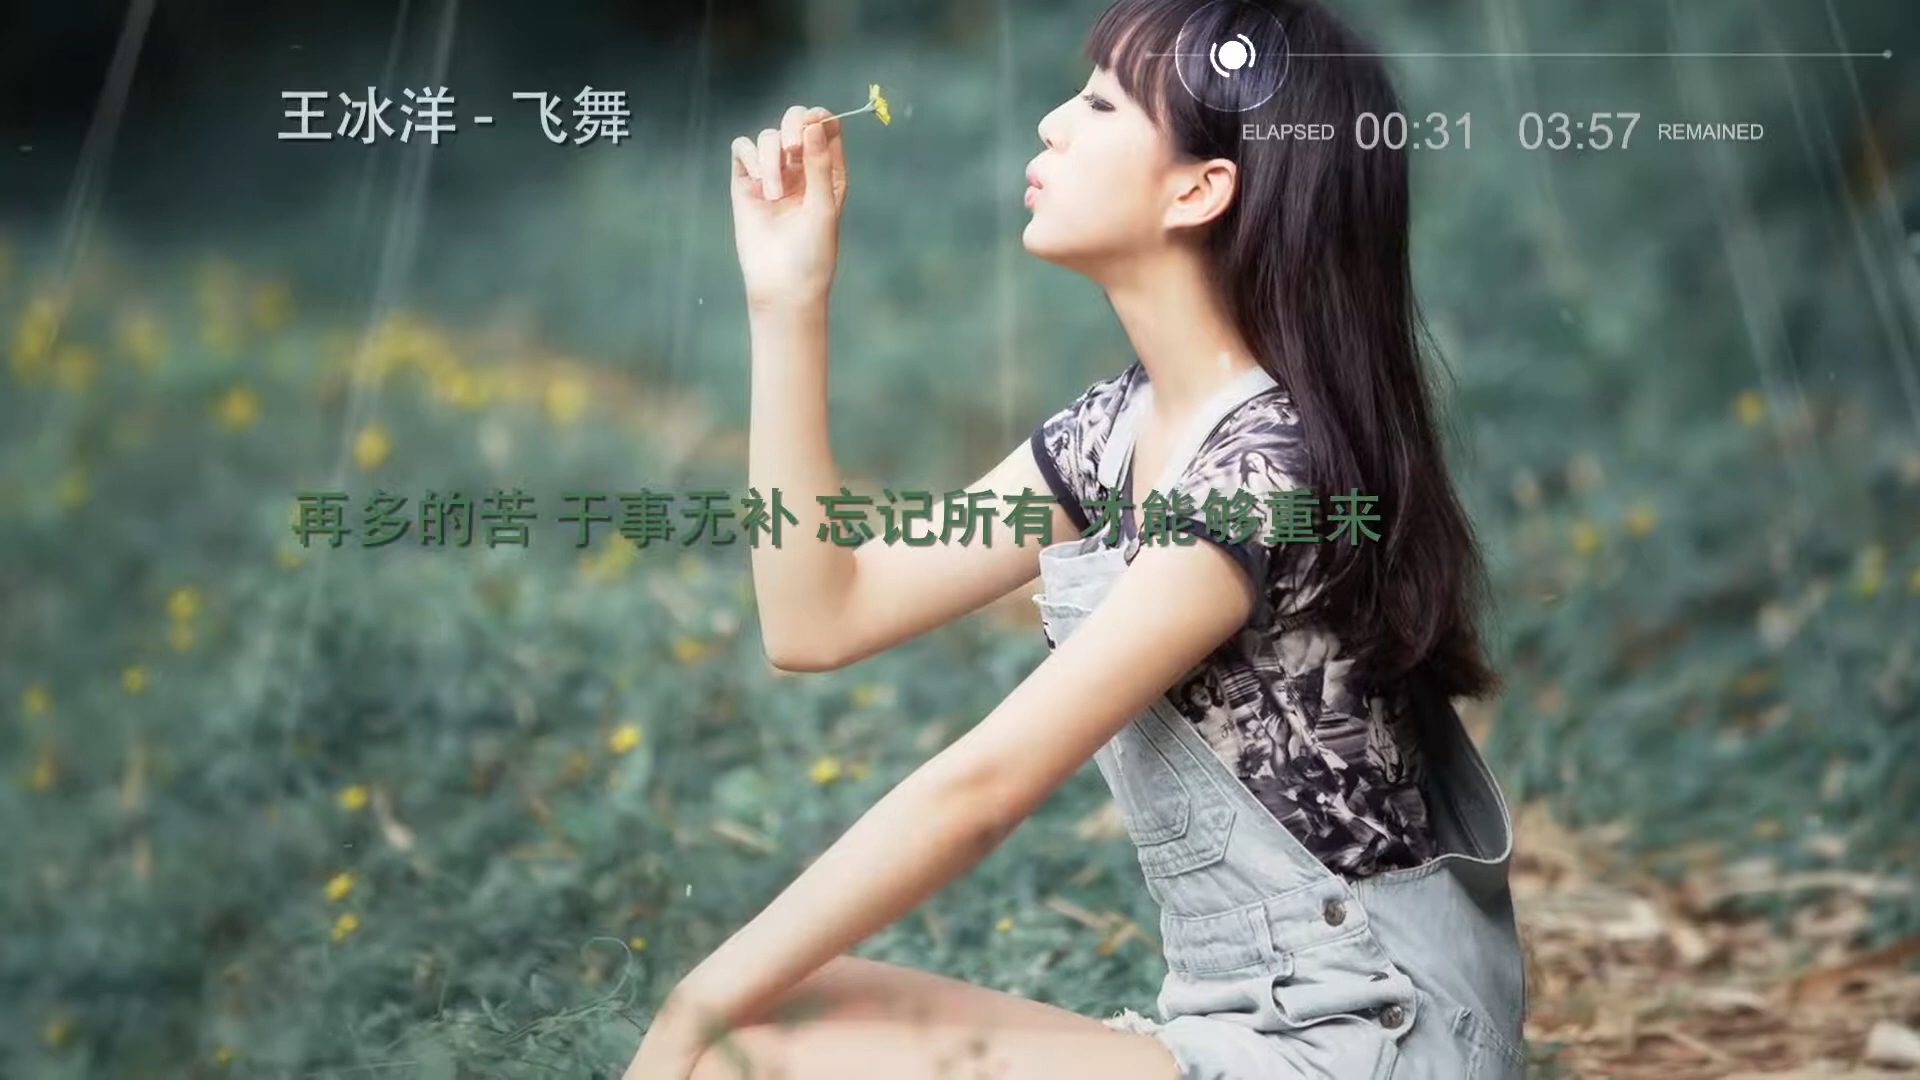 王冰洋 - 飞舞
ELAPSED 00:31 03:57 REMAINED
再多的苦 于事无补 忘记所有 才能够重来